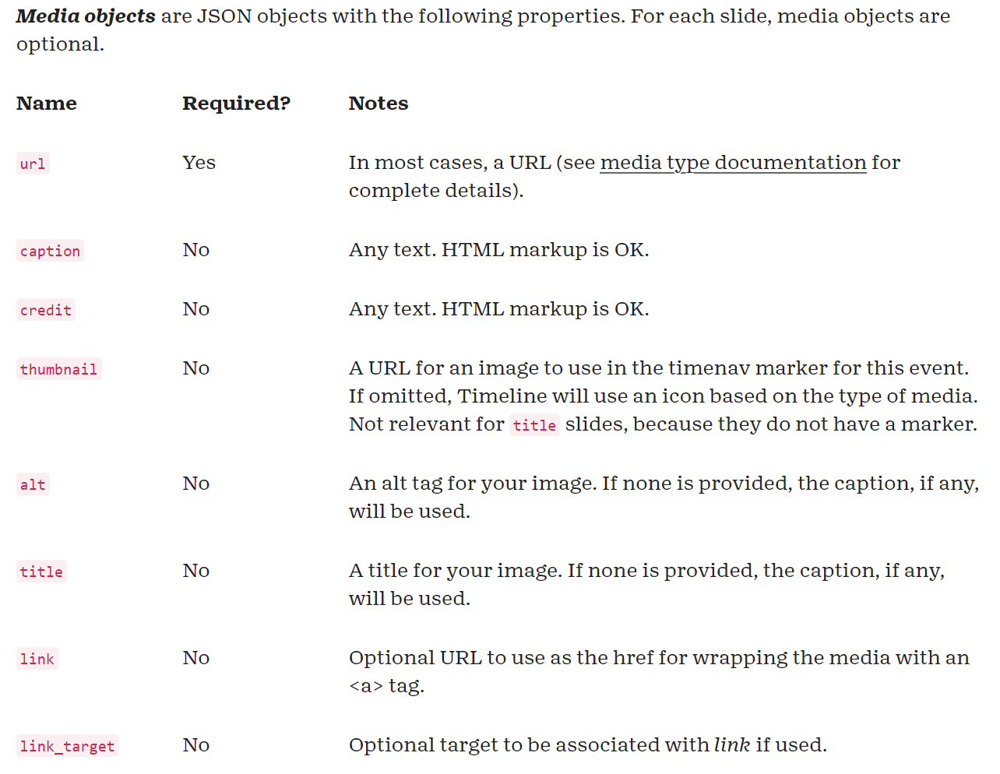 Media objects are JSON objects with the following properties. For each slide, media objects are
optional.
Name Required? Notes
url Yes In most cases, a URL (see media type documentation for
complete details).
caption No Any text. HTML markup is OK.
credit No Any text. HTML markup is OK.
thumbnail No A URL for an image to use in the timenav marker for this event.
If omitted, Timeline will use an icon based on the type of media.
Not relevant for title slides, because they do not have a marker.
alt No An alt tag for your image. If none is provided, the caption, if any,
will be used.
title No A title for your image. If none is provided, the caption, if any,
will be used.
link No Optional URL to use as the href for wrapping the media with an
<a> tag.
link_target No Optional target to be associated with link if used.